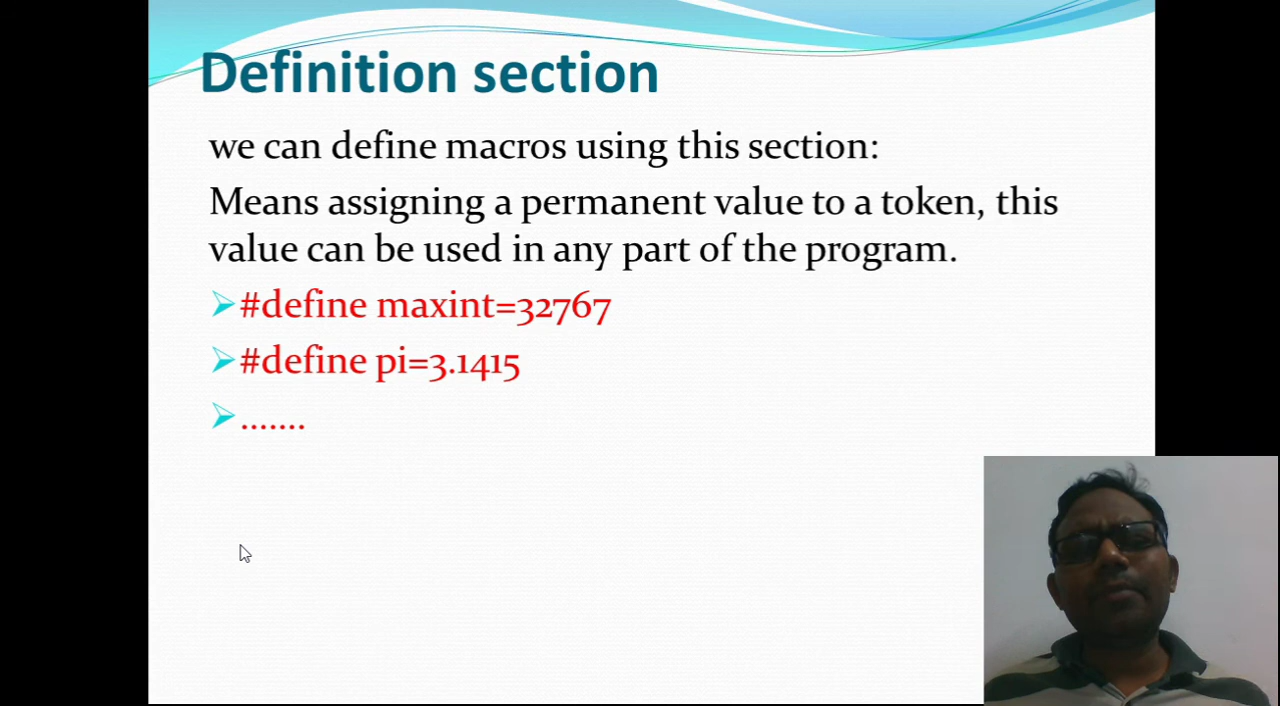 Definition section
we can define macros using this section:
Means assigning a permanent value to a token, this
value can be used in any part of the program.
#define maxint=32767
#define pi=3.1415
.......